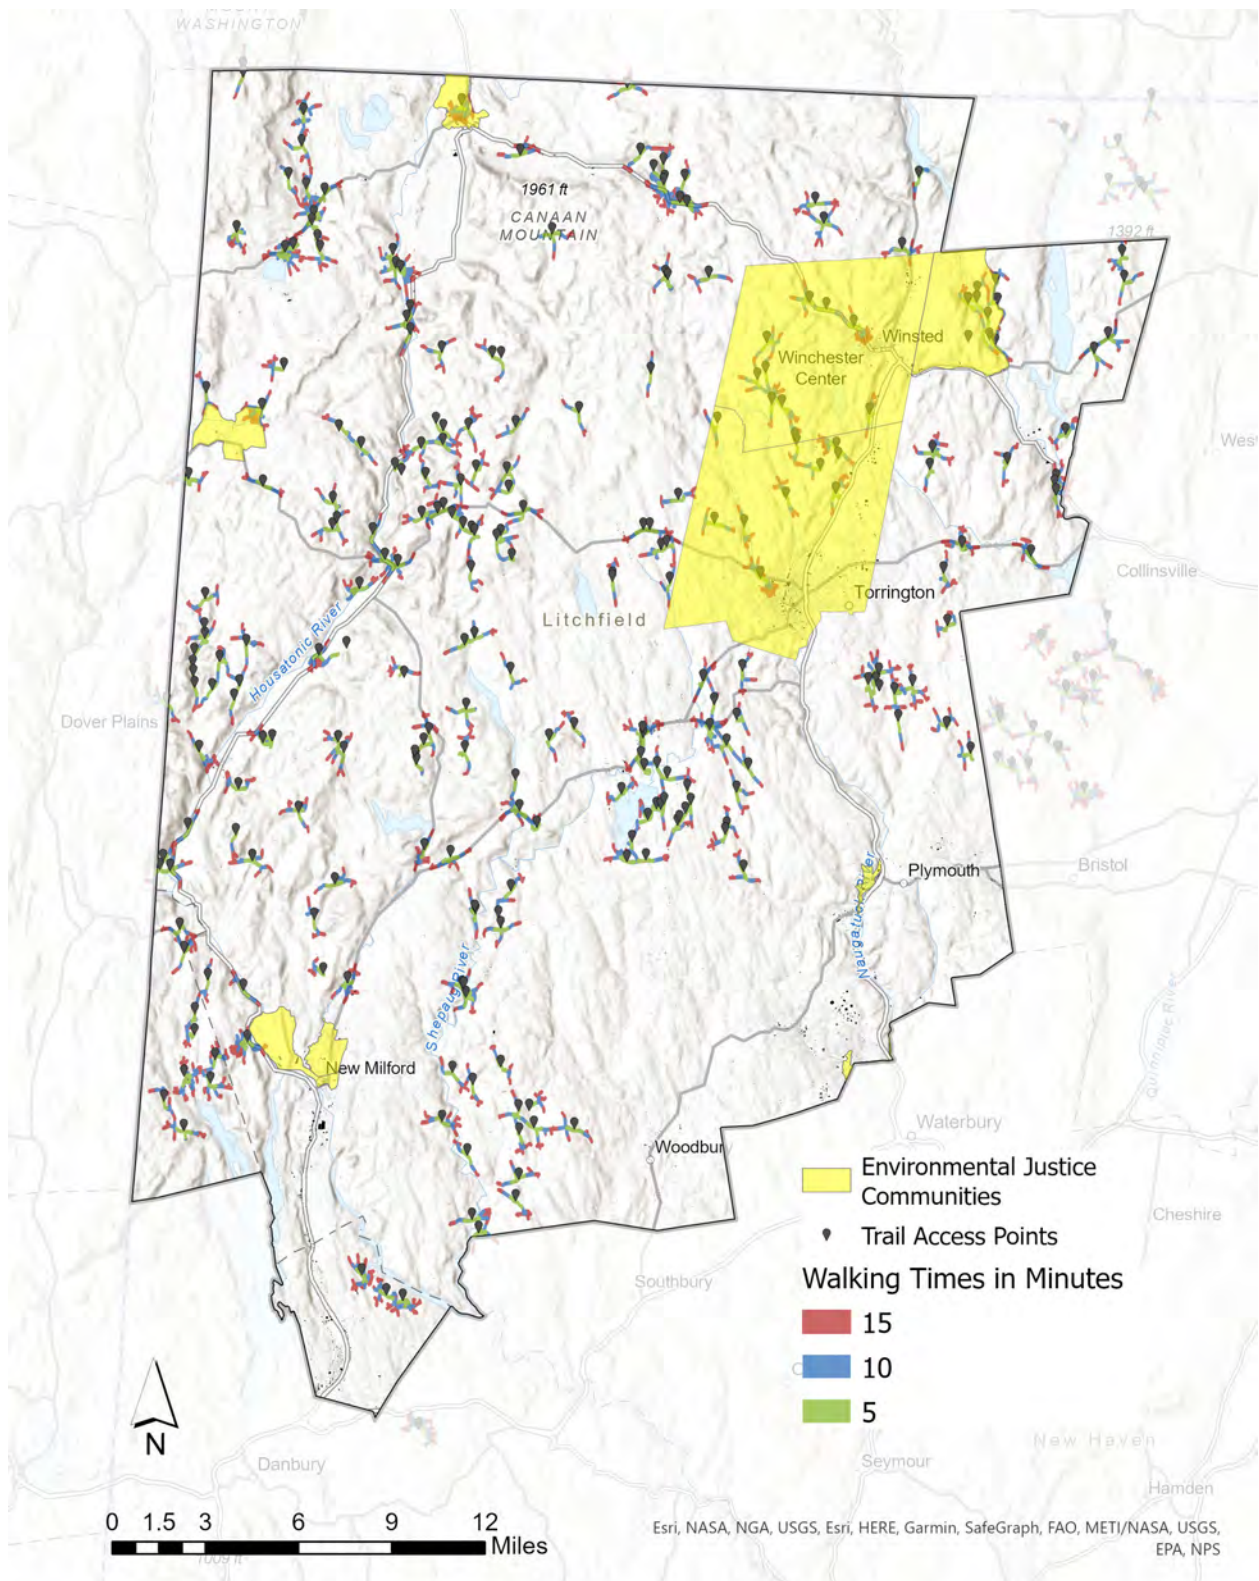 WASHINGTON
1961 ft
CANAAN
MOUNTAIN
1392 ft
Winsted
Winchester
Center
West
Collinsville
Torrington
Litchfield
Housatonic River
Dover Plains
Plymouth
Bristol
Naugatuck River
Shepaug River
Quinnipiac River
New Milford
Waterbury
Woodbury
Environmental Justice
Communities
Cheshire
Trail Access Points
Southbury
Walking Times in Minutes
15
10
5
N
New Haven
Danbury
Seymour
Hamden
0 1.5 3 6 9 12
Miles
1009 ft
Esri, NASA, NGA, USGS, Esri, HERE, Garmin, SafeGraph, FAO, METI/NASA, USGS,
EPA, NPS